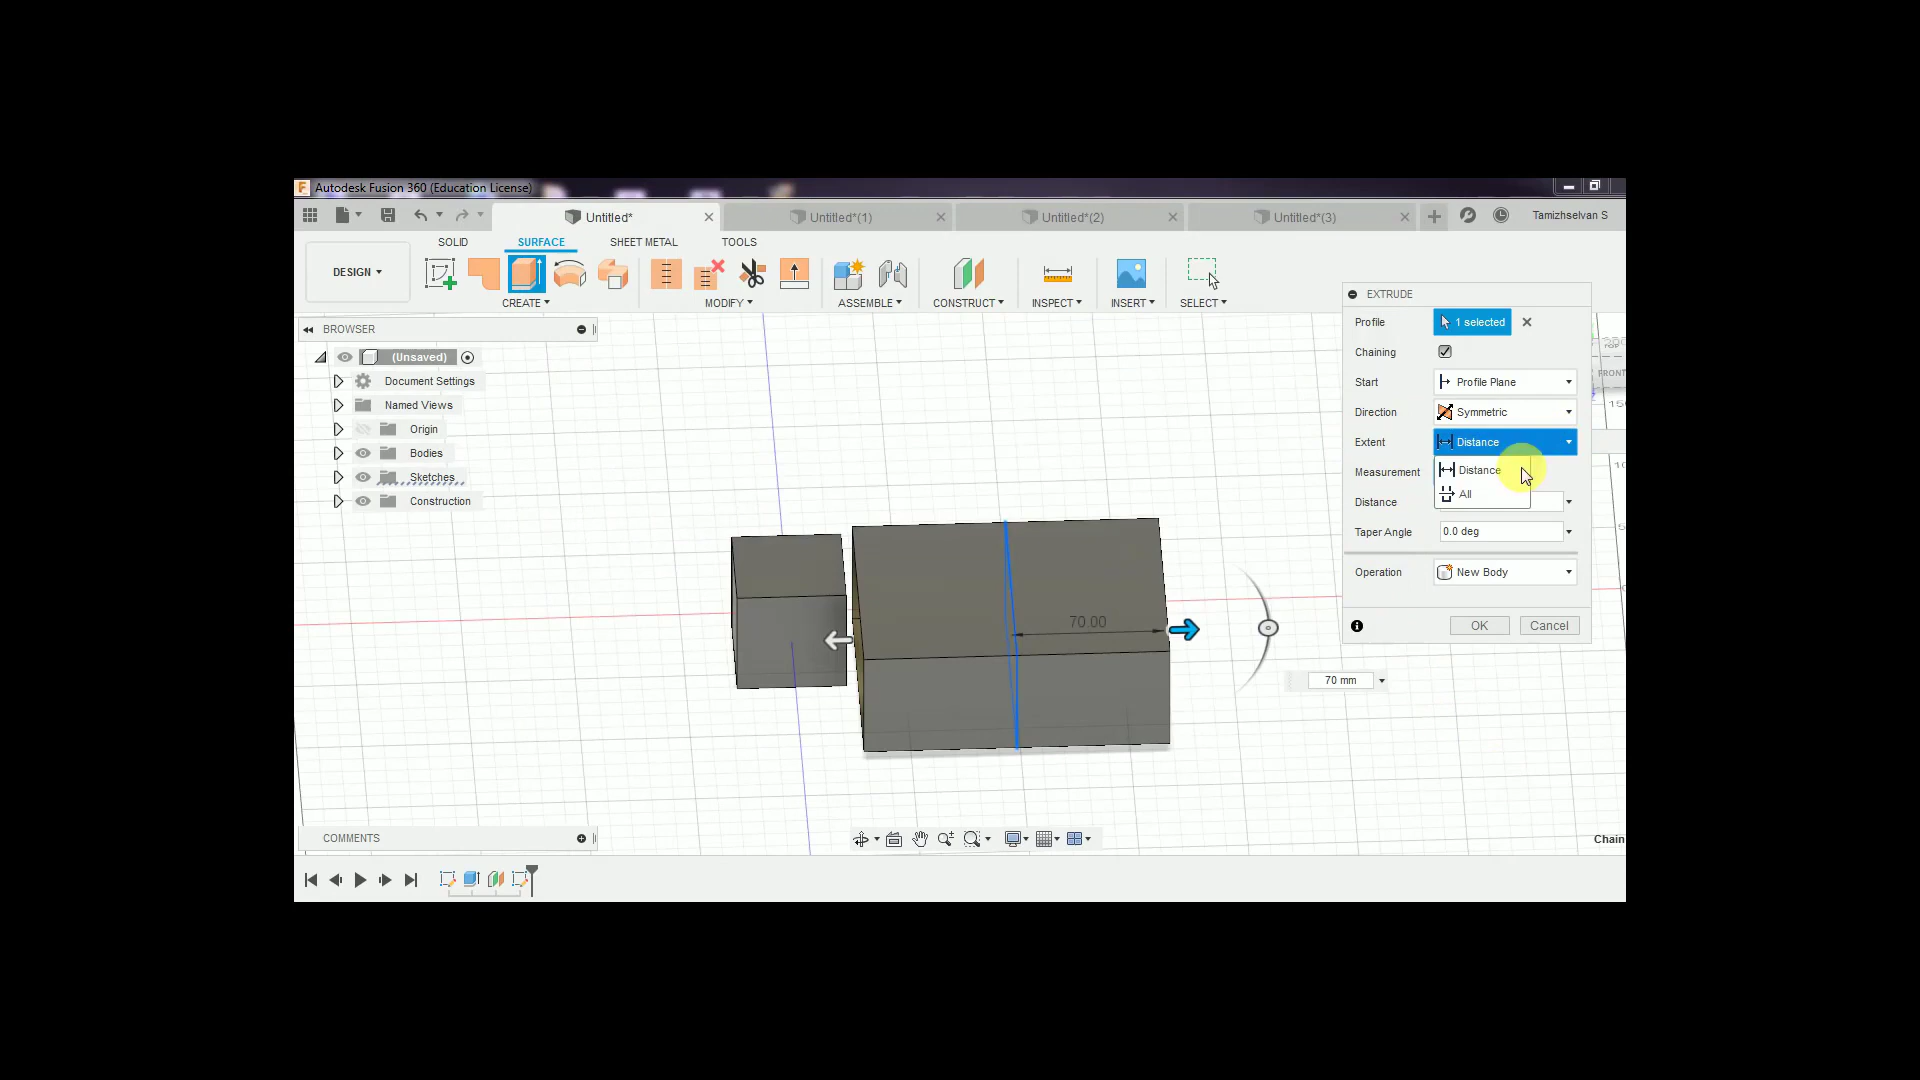 Autodesk Fusion 360 (Education License)
Untitled*
Untitled*(1)
Untitled*(2)
Untitled*(3)
Tamizhselvan S
SOLID
SURFACE
SHEET METAL
TOOLS
DESIGN
CREATE
MODIFY
ASSEMBLE
CONSTRUCT
INSPECT
INSERT
SELECT
BROWSER
(Unsaved)
Document Settings
Named Views
Origin
Bodies
Sketches
Construction
EXTRUDE
Profile
1 selected
Chaining
Start
Profile Plane
Direction
Symmetric
Extent
Distance
Measurement
Distance
All
Distance
Taper Angle
0.0 deg
Operation
New Body
OK
Cancel
TOP
FRONT
70.00
70 mm
COMMENTS
Chain